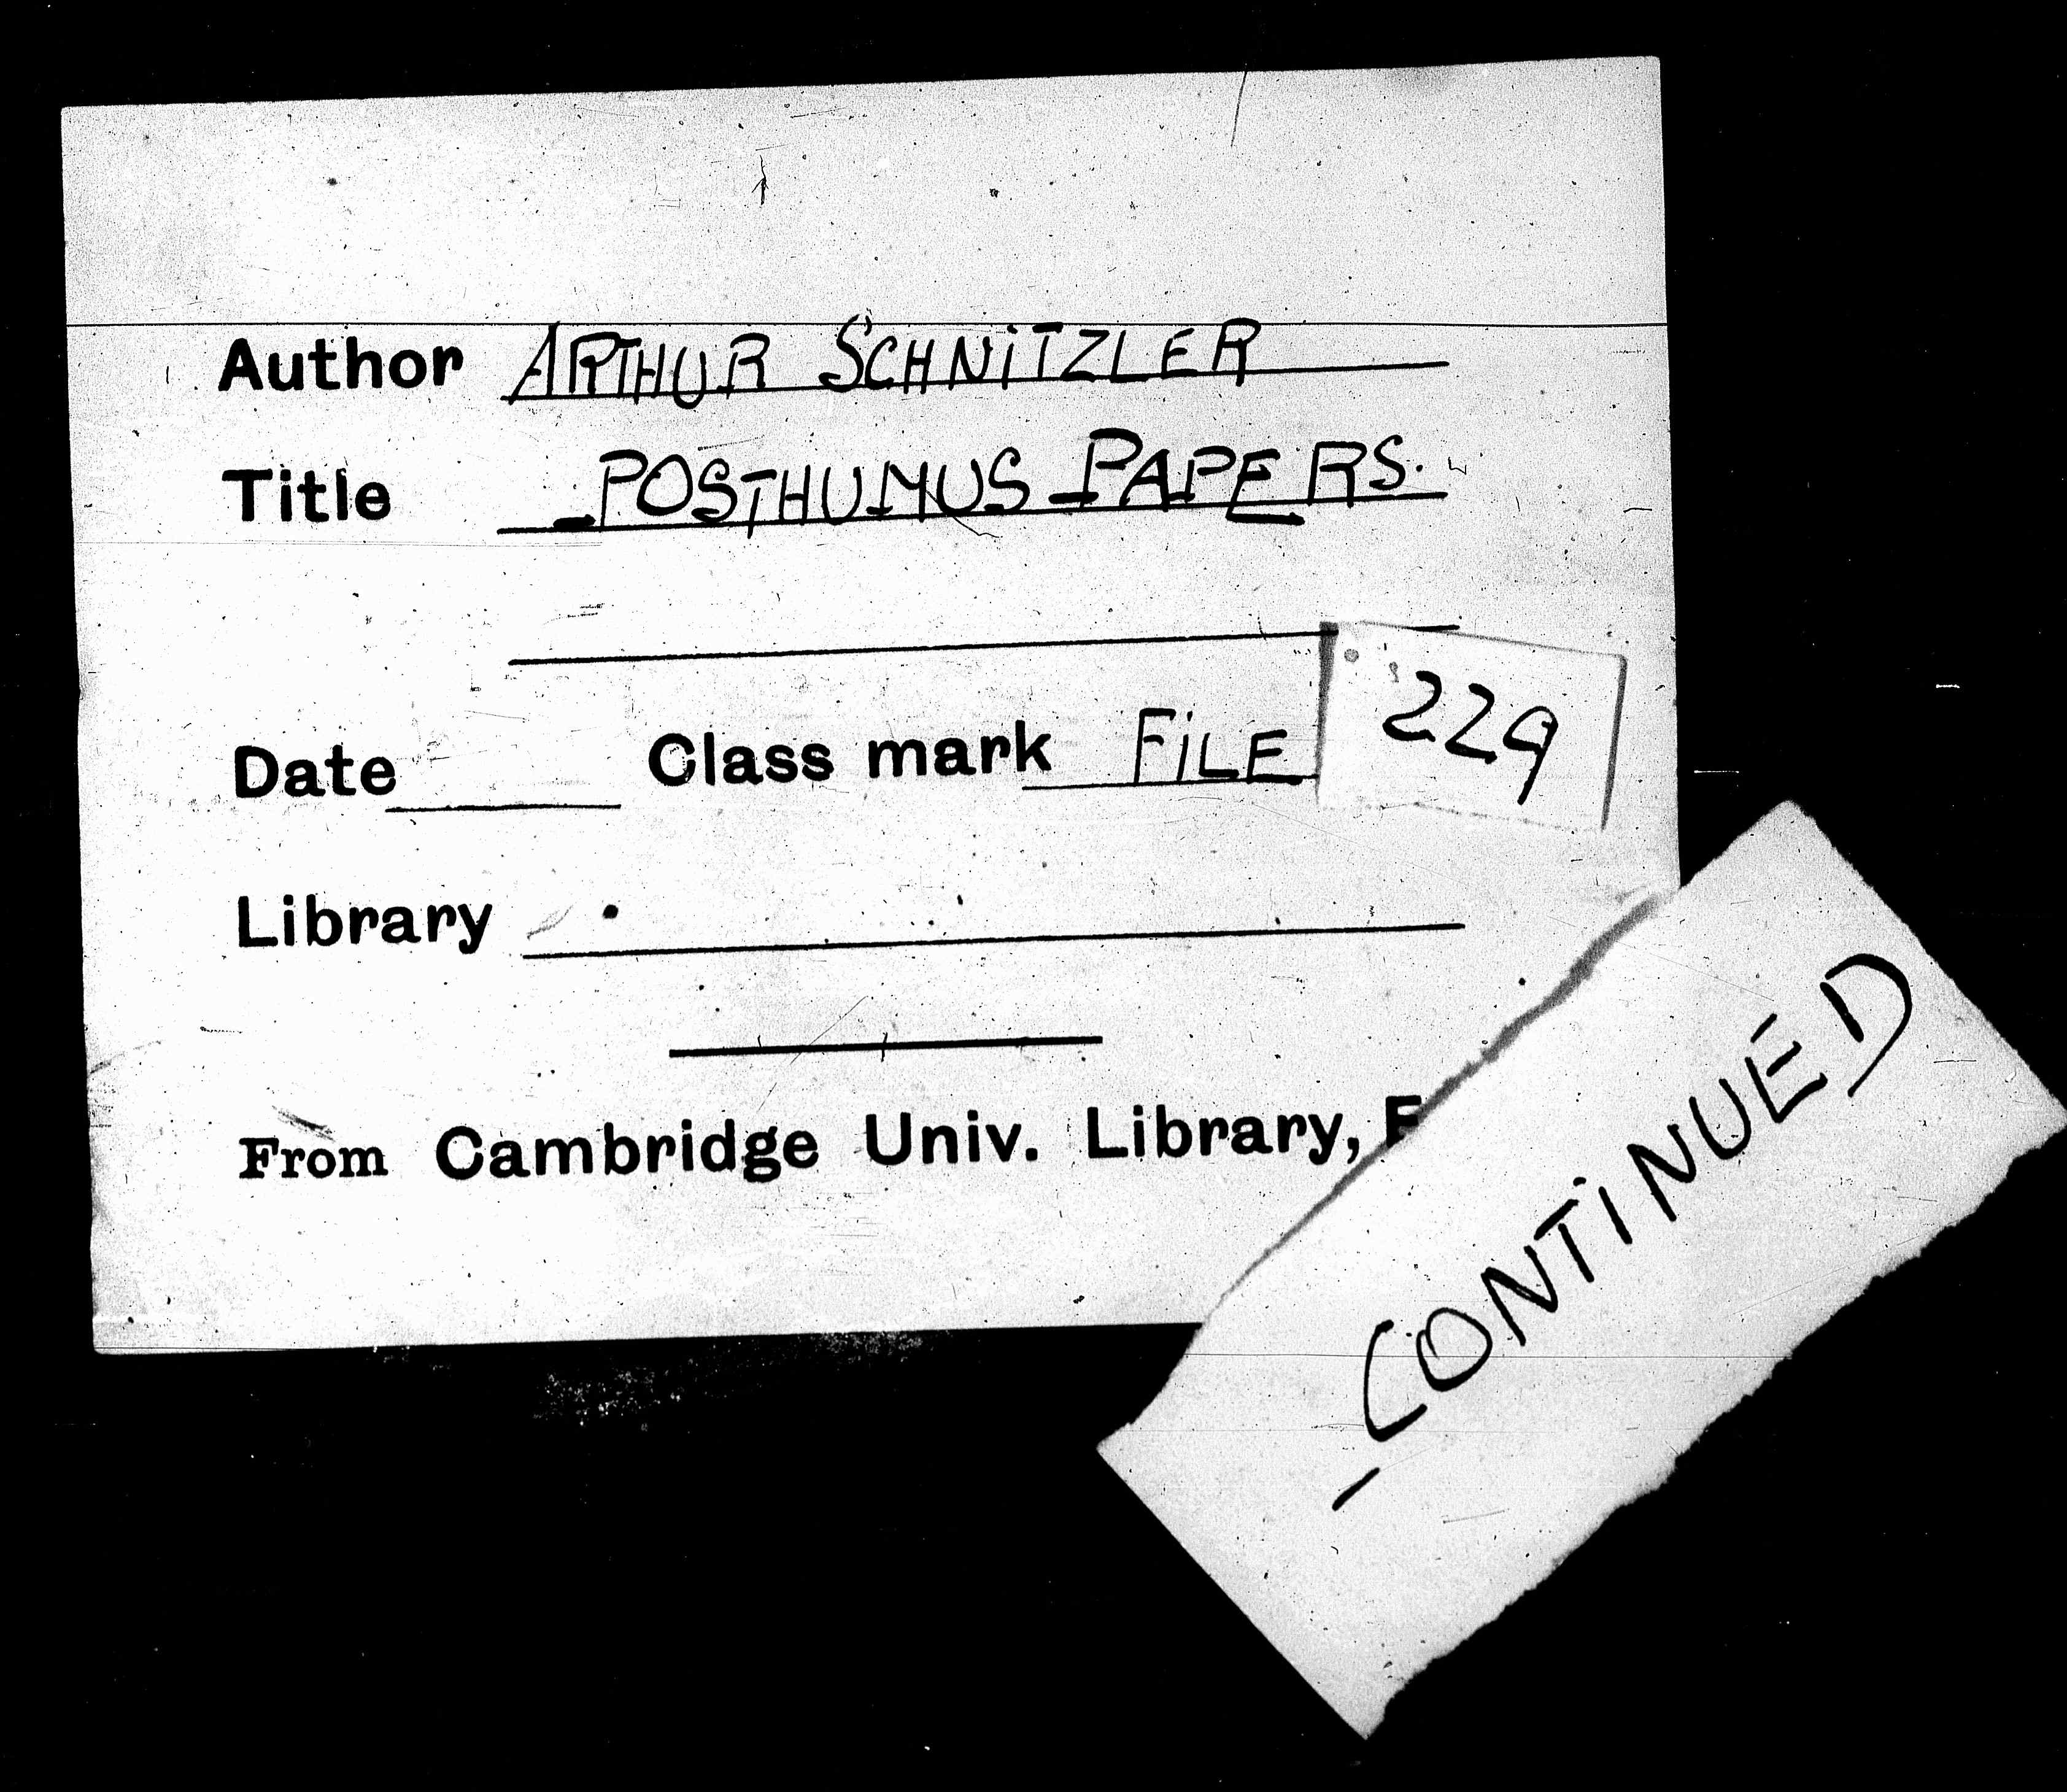 Author ARTHUR SCHNITZLER
Title POSTHUMUS PAPERS.
Date Class mark FILE 229
Library
From Cambridge Univ. Library,
CONTINUED